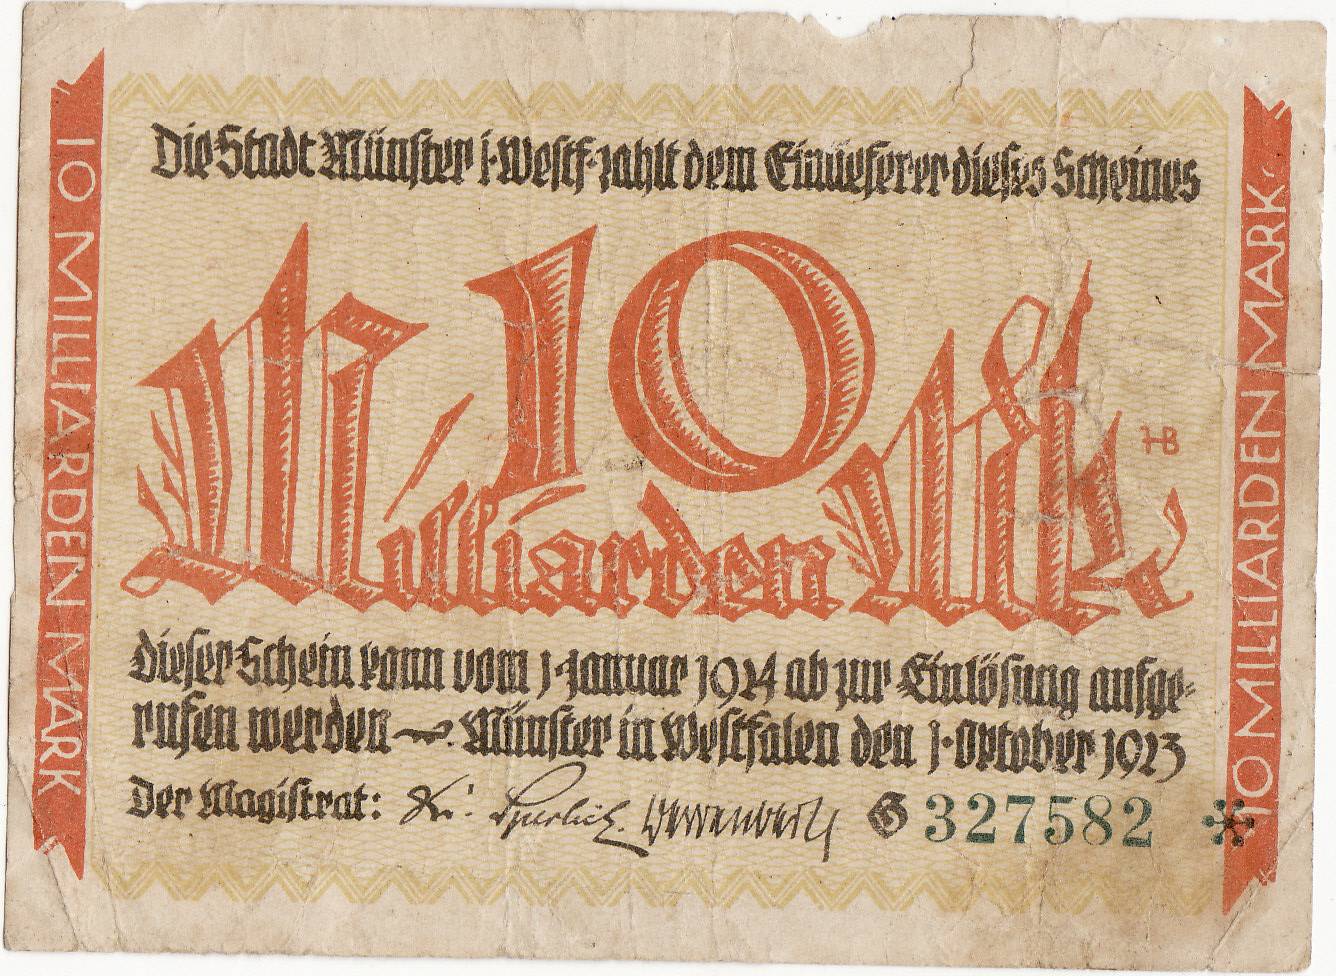 10 MILLIARDEN MARK
Die Stadt Münster i. Westf. zahlt dem Einlieferer dieses Scheines
10
Milliarden Mk.
HB
Dieser Schein kann vom 1. Januar 1924 ab zur Einlösung aufge-
rufen werden Münster in Westfalen den 1. Oktober 1923
Der Magistrat:
G 327582 *
10 MILLIARDEN MARK.